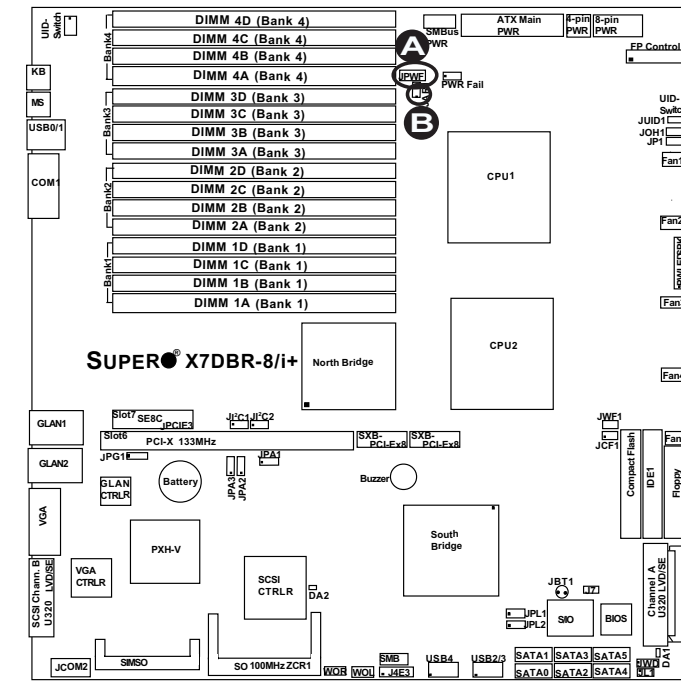 UID-
Switch
DIMM 4D (Bank 4)
DIMM 4C (Bank 4)
DIMM 4B (Bank 4)
DIMM 4A (Bank 4)
Bank4
DIMM 3D (Bank 3)
DIMM 3C (Bank 3)
DIMM 3B (Bank 3)
DIMM 3A (Bank 3)
Bank3
DIMM 2D (Bank 2)
DIMM 2C (Bank 2)
DIMM 2B (Bank 2)
DIMM 2A (Bank 2)
Bank2
DIMM 1D (Bank 1)
DIMM 1C (Bank 1)
DIMM 1B (Bank 1)
DIMM 1A (Bank 1)
Bank1
KB
MS
USB0/1
COM1
A
SMBus
PWR
ATX Main
PWR
4-pin
PWR
8-pin
PWR
FP Control
JPWF
PWR Fail
B
UID-
JUID1
JOH1
JP1
Fan1
Fan2
CPU1
CPU2
SUPER® X7DBR-8/i+
North Bridge
GLAN1
GLAN2
VGA
SCSI Chann. B
U320 LVD/SE
JCOM2
Slot7
SE8C
JPCIE3
JI²C1
JI²C2
Slot6
PCI-X 133MHz
SXB-
PCI-Ex8
SXB-
PCI-Ex8
JWF1
JCF1
JPG1
JPA3
JPA2
JPA1
GLAN
CTRLR
Battery
Buzzer
Compact Flash
IDE1
Floppy
PXH-V
VGA
CTRLR
SCSI
CTRLR
DA2
South
Bridge
JBT1
J7
S/IO
BIOS
Channel A
U320 LVD/SE
JPL1
JPL2
SIMSO
SO 100MHz ZCR1
WOR
WOL
SMB
J4E3
USB4
USB2/3
SATA1
SATA3
SATA5
SATA0
SATA2
SATA4
JWD
JL1
DA1